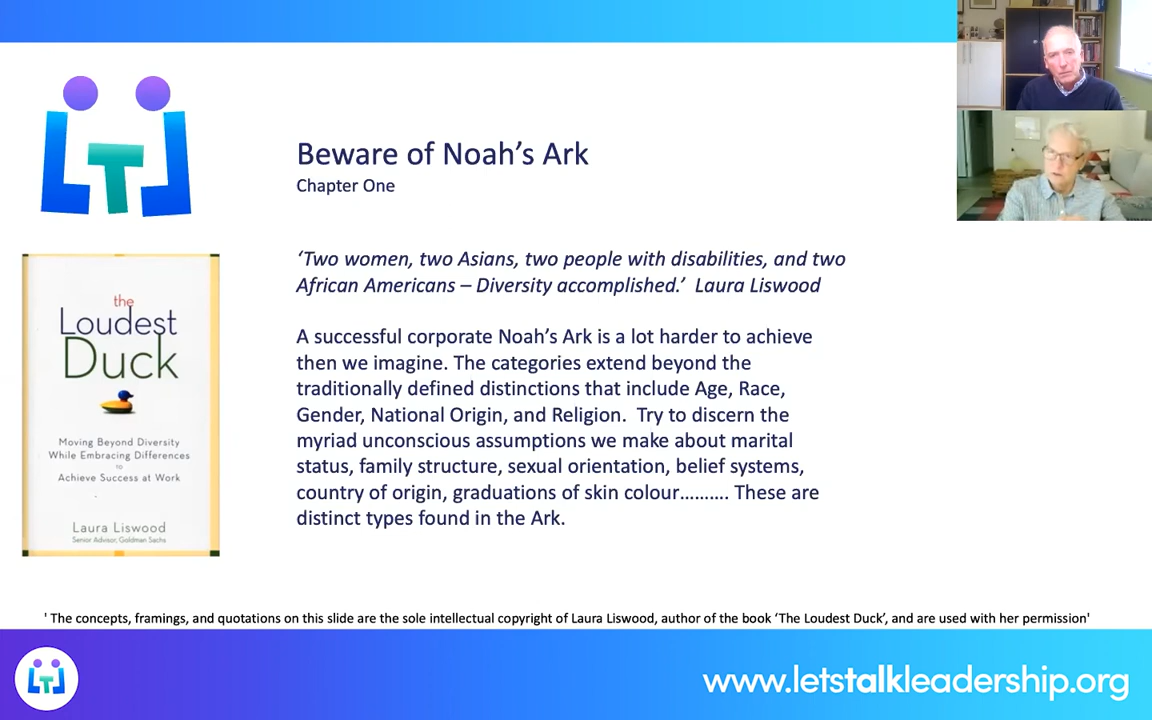 Beware of Noah's Ark
Chapter One
'Two women, two Asians, two people with disabilities, and two
African Americans – Diversity accomplished.' Laura Liswood
A successful corporate Noah's Ark is a lot harder to achieve
then we imagine. The categories extend beyond the
traditionally defined distinctions that include Age, Race,
Gender, National Origin, and Religion. Try to discern the
myriad unconscious assumptions we make about marital
status, family structure, sexual orientation, belief systems,
country of origin, graduations of skin colour.......... These are
distinct types found in the Ark.
the
Loudest
Duck
Moving Beyond Diversity
While Embracing Differences
to
Achieve Success at Work
Laura Liswood
Senior Advisor, Goldman Sachs
' The concepts, framings, and quotations on this slide are the sole intellectual copyright of Laura Liswood, author of the book 'The Loudest Duck', and are used with her permission'
www.letstalkleadership.org